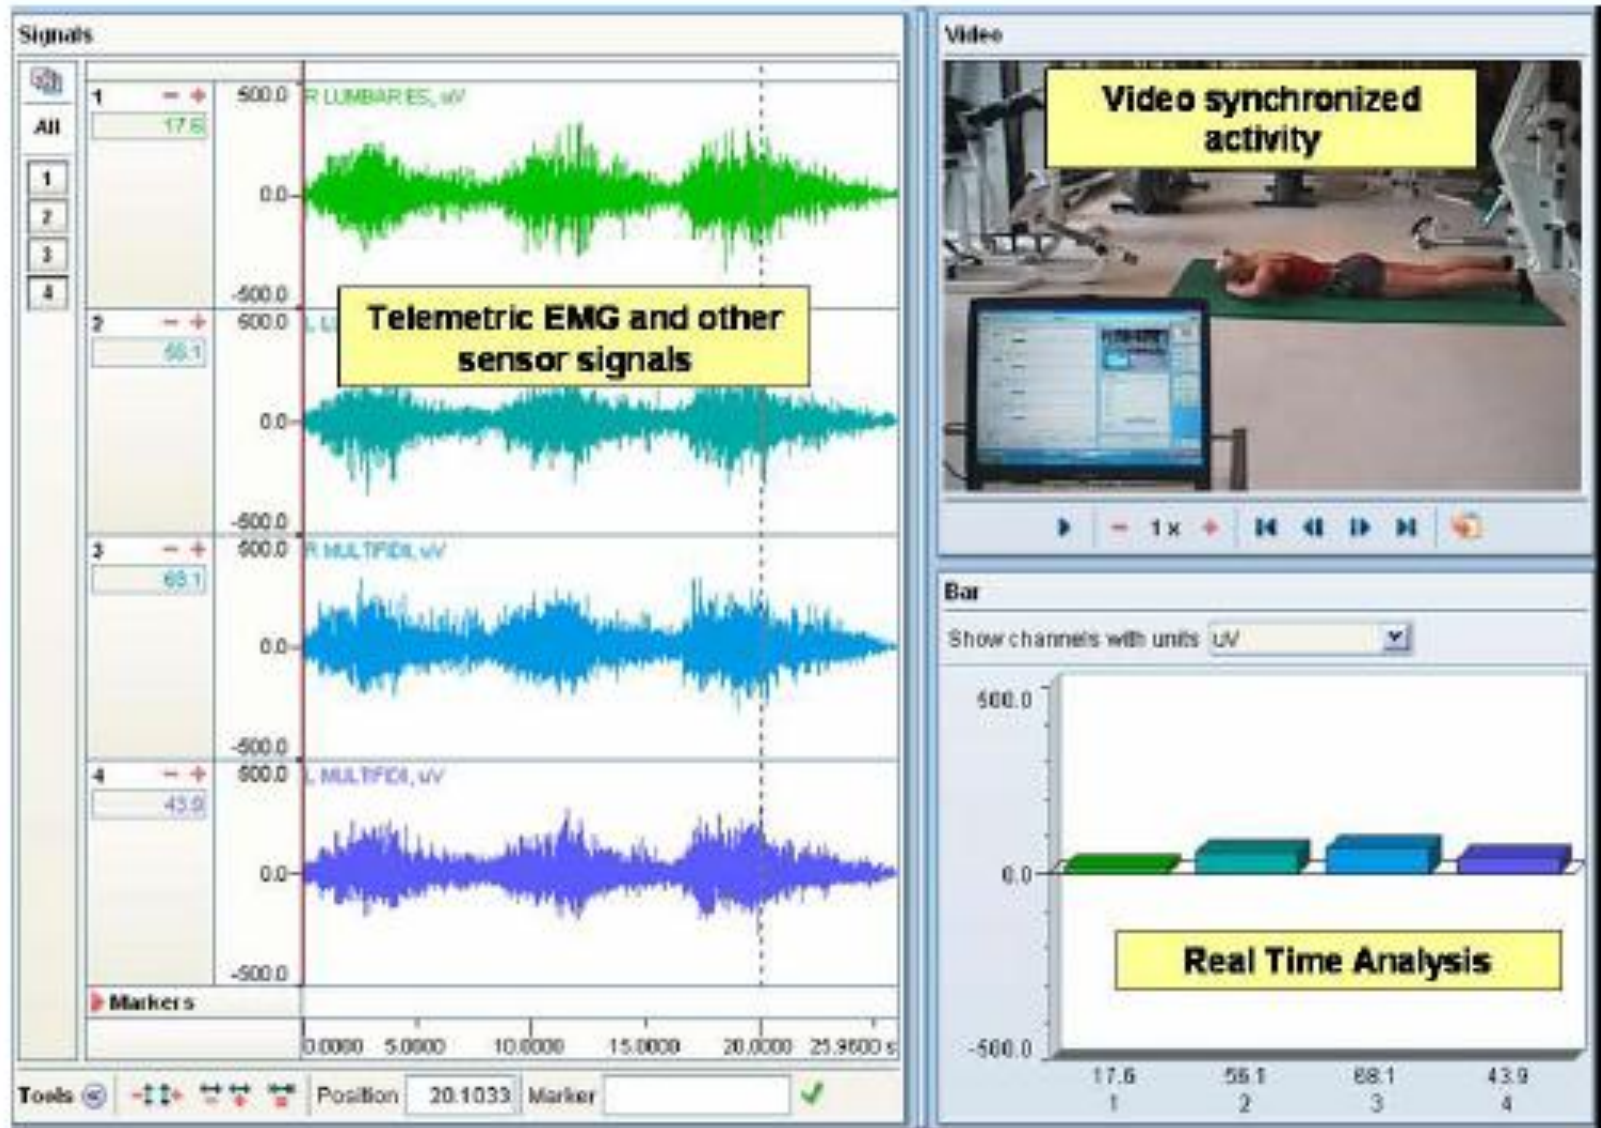 Signals
All
1
2
3
4
1 − +
17.6
500.0
R LUMBARIES, uV
0.0
-500.0
2 − +
56.1
500.0
0.0
-500.0
Telemetric EMG and other
sensor signals
3 − +
68.1
500.0
R MULTIFIDII, uV
0.0
-500.0
4 − +
43.9
500.0
L MULTIFIDII, uV
0.0
-500.0
Markers
0.0000 5.0000 10.0000 15.0000 20.0000 25.9600 s
Tools
Position 20.1033 Marker
Video
Video synchronized
activity
− 1 x +
Bar
Show channels with units uV
500.0
0.0
-500.0
Real Time Analysis
17.6 56.1 68.1 43.9
1 2 3 4